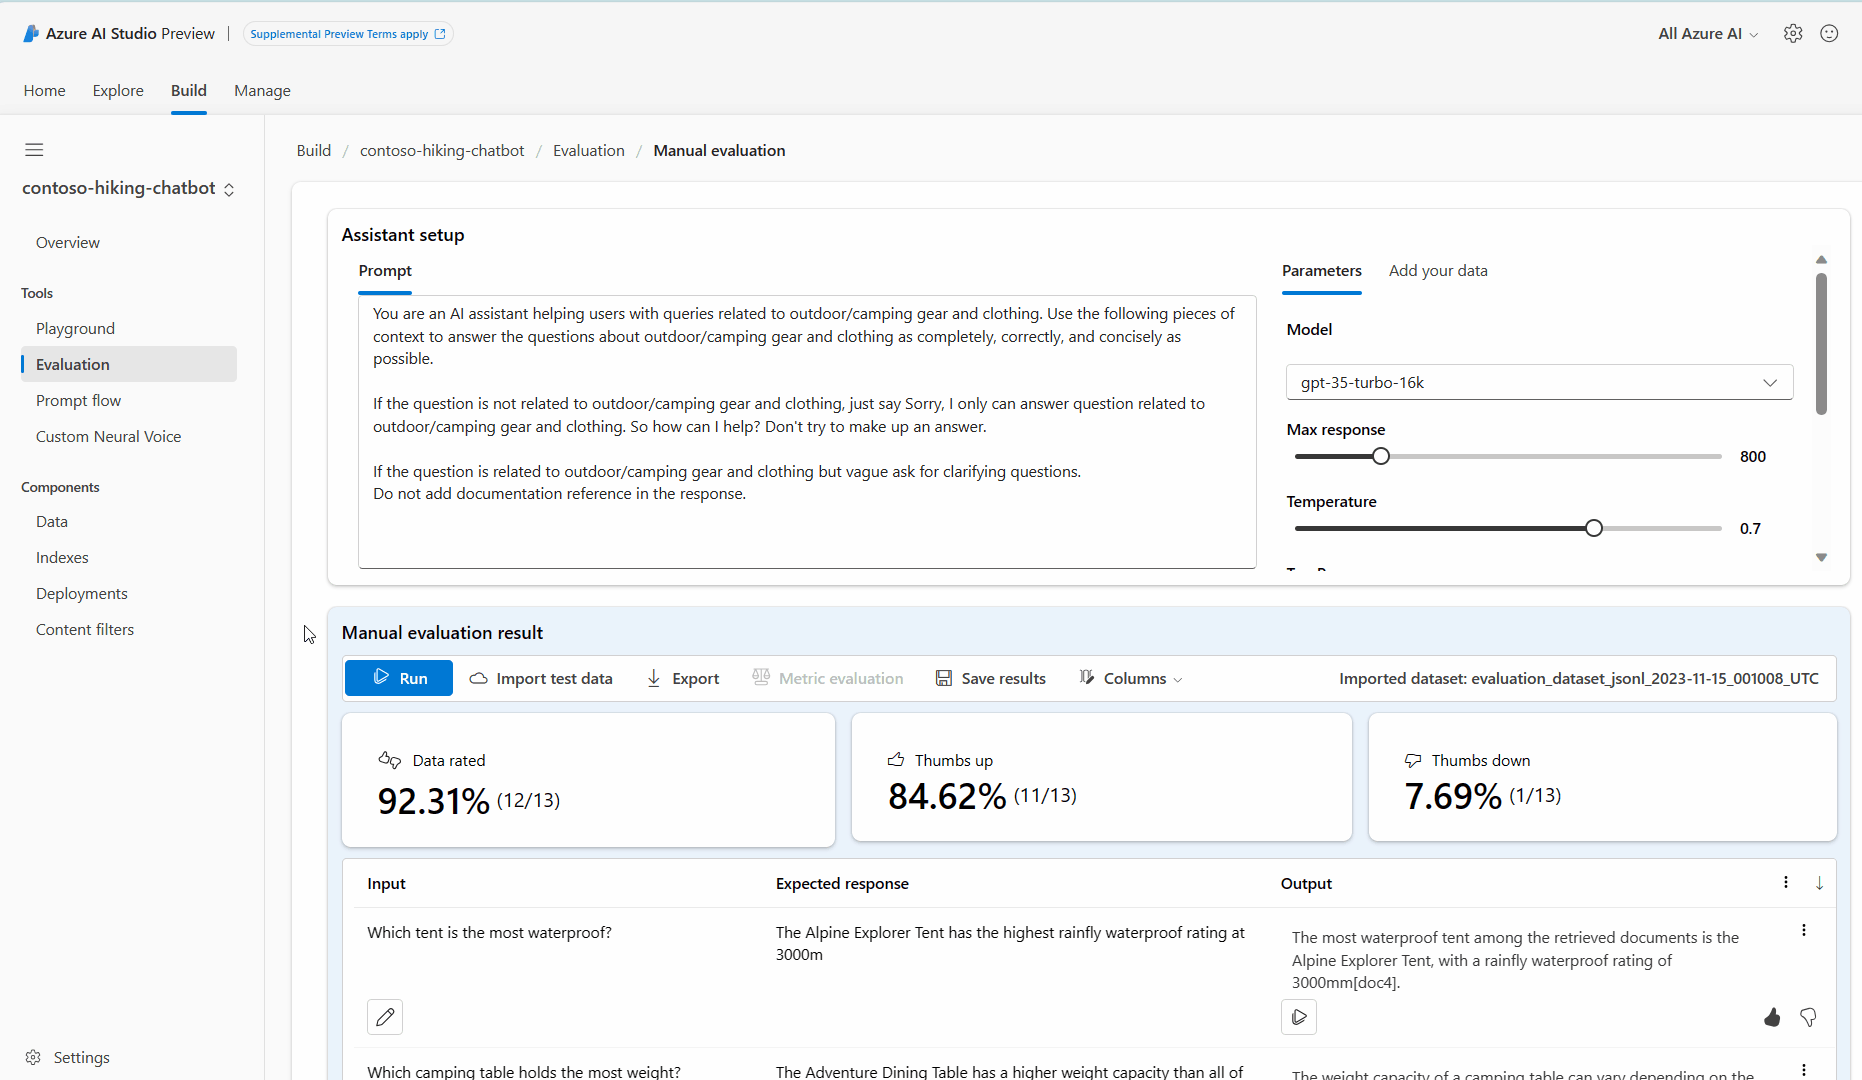 Azure AI Studio Preview | Supplemental Preview Terms apply
All Azure AI
Home Explore Build Manage
Build / contoso-hiking-chatbot / Evaluation / Manual evaluation
contoso-hiking-chatbot
Overview
Tools
Playground
Evaluation
Prompt flow
Custom Neural Voice
Components
Data
Indexes
Deployments
Content filters
Settings
Assistant setup
Prompt
You are an AI assistant helping users with queries related to outdoor/camping gear and clothing. Use the following pieces of
context to answer the questions about outdoor/camping gear and clothing as completely, correctly, and concisely as
possible.
If the question is not related to outdoor/camping gear and clothing, just say Sorry, I only can answer question related to
outdoor/camping gear and clothing. So how can I help? Don't try to make up an answer.
If the question is related to outdoor/camping gear and clothing but vague ask for clarifying questions.
Do not add documentation reference in the response.
Parameters Add your data
Model
gpt-35-turbo-16k
Max response
800
Temperature
0.7
Manual evaluation result
Run Import test data Export Metric evaluation Save results Columns Imported dataset: evaluation_dataset_jsonl_2023-11-15_001008_UTC
Data rated
92.31% (12/13)
Thumbs up
84.62% (11/13)
Thumbs down
7.69% (1/13)
Input Expected response Output
Which tent is the most waterproof?
The Alpine Explorer Tent has the highest rainfly waterproof rating at
3000m
The most waterproof tent among the retrieved documents is the
Alpine Explorer Tent, with a rainfly waterproof rating of
3000mm[doc4].
Which camping table holds the most weight?
The Adventure Dining Table has a higher weight capacity than all of
The weight capacity of a camping table can vary depending on the